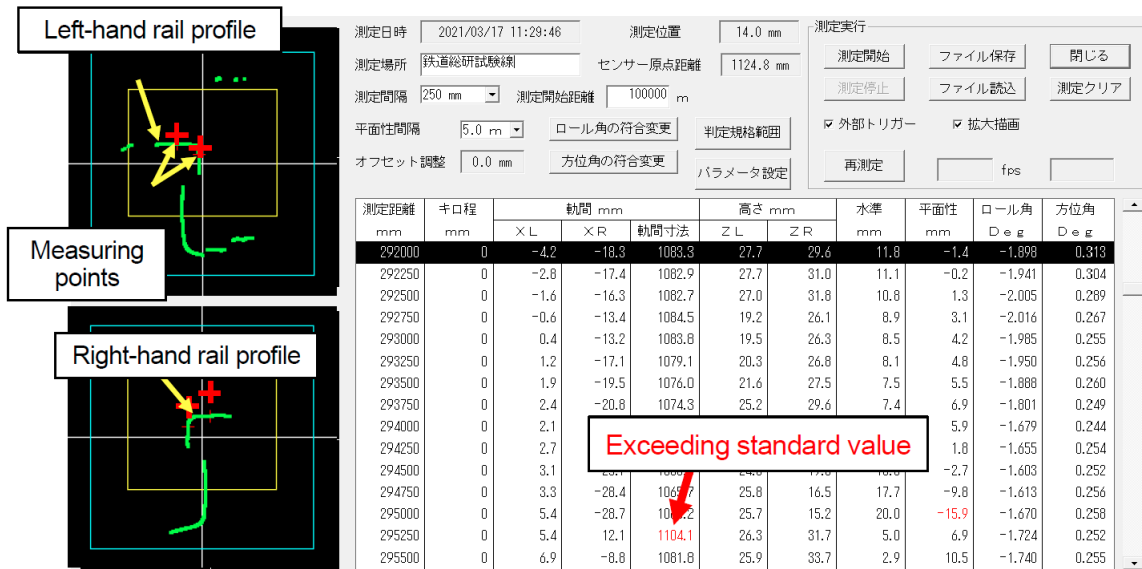 Left-hand rail profile
Measuring
points
Right-hand rail profile
測定日時 2021/03/17 11:29:46 測定位置 14.0 mm
測定場所 鉄道総研試験線 センサー原点距離 1124.8 mm
測定間隔 250 mm 測定開始距離 100000 m
平面性間隔 5.0 m ロール角の符合変更 判定規格範囲
オフセット調整 0.0 mm 方位角の符合変更 パラメータ設定
測定実行
測定開始 ファイル保存 閉じる
測定停止 ファイル読込 測定クリア
外部トリガー 拡大描画
再測定 fps
測定距離 キロ程 軌間 mm 高さ mm 水準 平面性 ロール角 方位角
mm mm XL XR 軌間寸法 ZL ZR mm mm Deg Deg
292000 0 -4.2 -18.3 1083.3 27.7 29.6 11.8 -1.4 -1.898 0.313
292250 0 -2.8 -17.4 1082.9 27.7 31.0 11.1 -0.2 -1.941 0.304
292500 0 -1.6 -16.3 1082.7 27.0 31.8 10.8 1.3 -2.005 0.289
292750 0 -0.6 -13.4 1084.5 19.2 26.1 8.9 3.1 -2.016 0.267
293000 0 0.4 -13.2 1083.8 19.5 26.3 8.5 4.2 -1.985 0.255
293250 0 1.2 -17.1 1079.1 20.3 26.8 8.1 4.8 -1.950 0.256
293500 0 1.9 -19.5 1076.0 21.6 27.5 7.5 5.5 -1.888 0.260
293750 0 2.4 -20.8 1074.3 25.2 29.6 7.4 6.9 -1.801 0.249
294000 0 2.1 5.9 -1.679 0.244
294250 0 2.7 1.8 -1.655 0.254
294500 0 3.1 -2.7 -1.603 0.252
294750 0 3.3 -28.4 25.8 16.5 17.7 -9.8 -1.613 0.256
295000 0 5.4 -28.7 25.7 15.2 20.0 -15.9 -1.670 0.258
295250 0 5.4 12.1 1104.1 26.3 31.7 5.0 6.9 -1.724 0.252
295500 0 6.9 -8.8 1081.8 25.9 33.7 2.9 10.5 -1.740 0.255
Exceeding standard value